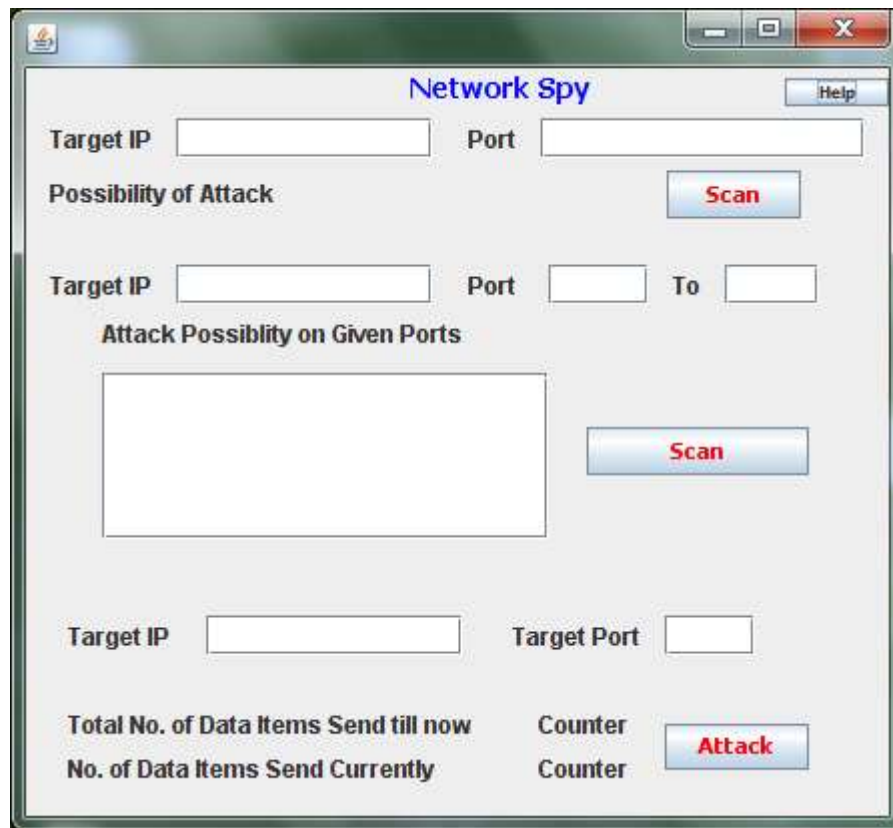 Network Spy
Help
Target IP Port
Possibility of Attack Scan
Target IP Port To
Attack Possiblity on Given Ports
Scan
Target IP Target Port
Total No. of Data Items Send till now Counter
Attack
No. of Data Items Send Currently Counter